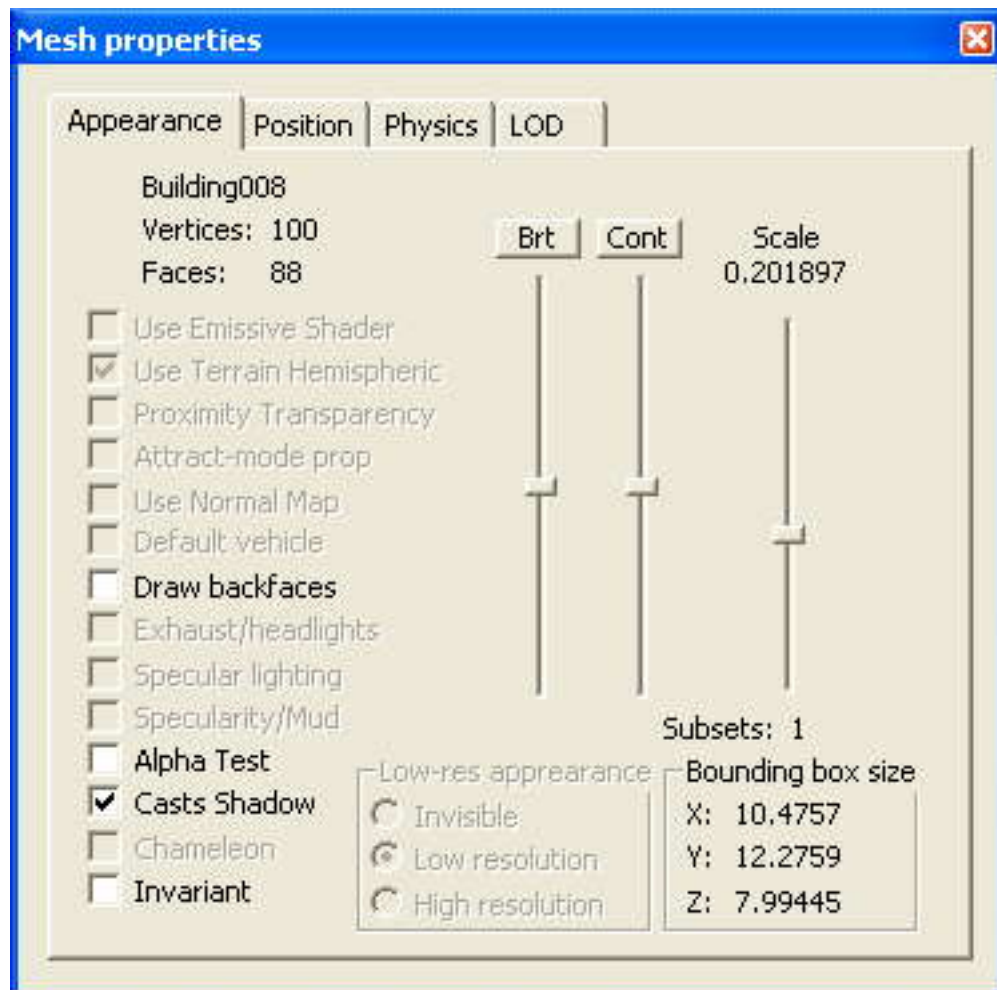 Mesh properties
Appearance Position Physics LOD
Building008
Vertices: 100
Faces: 88
Brt Cont Scale
0.201897
Use Emissive Shader
Use Terrain Hemispheric
Proximity Transparency
Attract-mode prop
Use Normal Map
Default vehicle
Draw backfaces
Exhaust/headlights
Specular lighting
Specularity/Mud
Alpha Test
Casts Shadow
Chameleon
Invariant
Low-res apprearance
Invisible
Low resolution
High resolution
Subsets: 1
Bounding box size
X: 10.4757
Y: 12.2759
Z: 7.99445